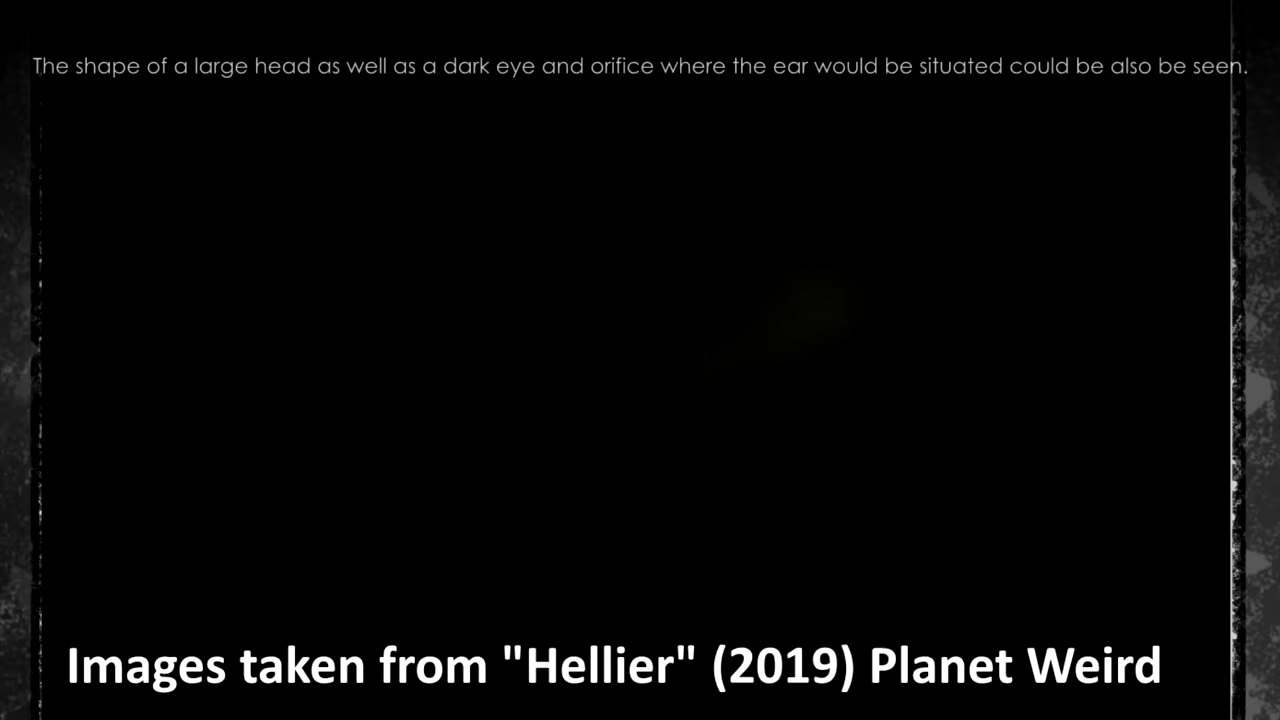 The shape of a large head as well as a dark eye and orifice where the ear would be situated could be also be seen.
Images taken from "Hellier" (2019) Planet Weird